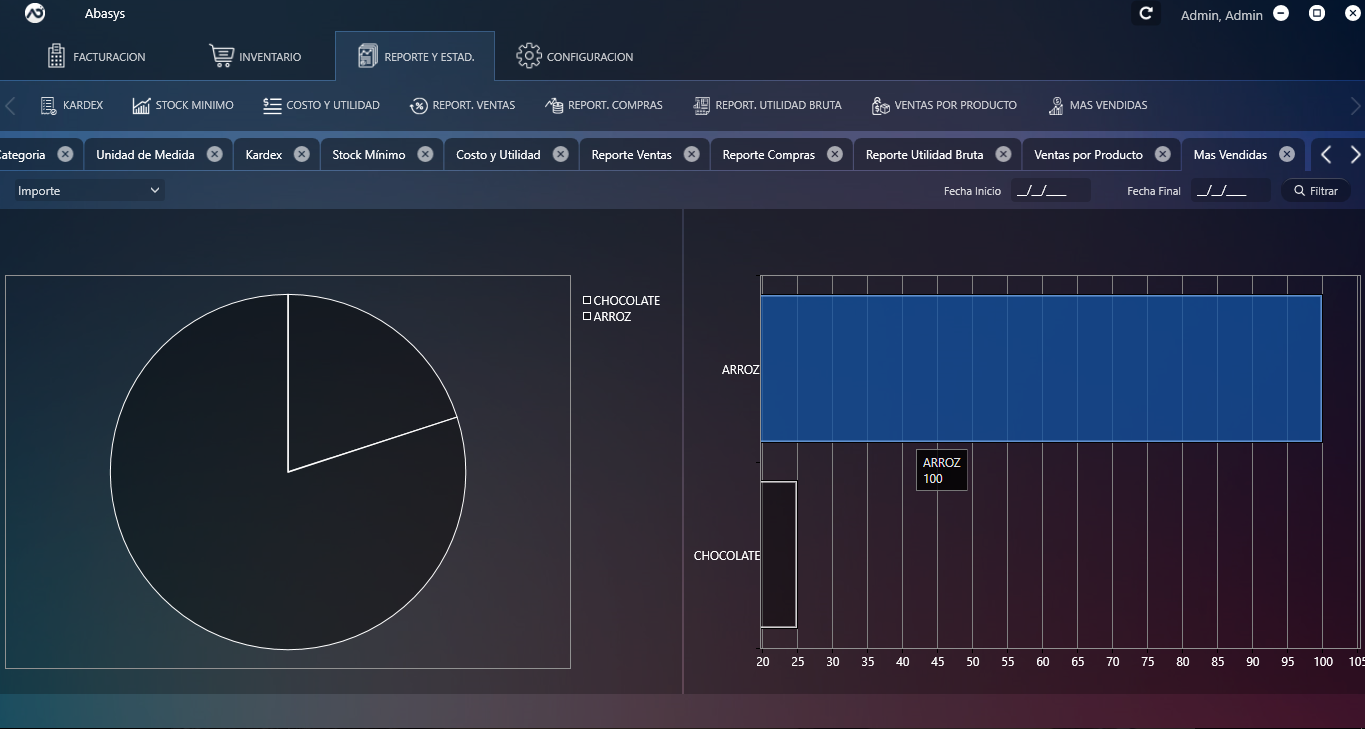 Abasys
Admin, Admin
FACTURACION
INVENTARIO
REPORTE Y ESTAD.
CONFIGURACION
KARDEX
STOCK MINIMO
COSTO Y UTILIDAD
REPORT. VENTAS
REPORT. COMPRAS
REPORT. UTILIDAD BRUTA
VENTAS POR PRODUCTO
MAS VENDIDAS
ategoria
Unidad de Medida
Kardex
Stock Mínimo
Costo y Utilidad
Reporte Ventas
Reporte Compras
Reporte Utilidad Bruta
Ventas por Producto
Mas Vendidas
Importe
Fecha Inicio
__/__/____
Fecha Final
__/__/____
Filtrar
CHOCOLATE
ARROZ
ARROZ
ARROZ
100
CHOCOLATE
20 25 30 35 40 45 50 55 60 65 70 75 80 85 90 95 100 105